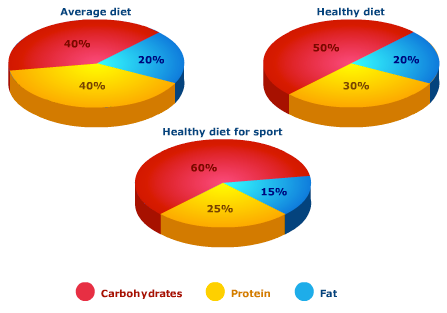 Average diet
40%
20%
40%
Healthy diet
50%
20%
30%
Healthy diet for sport
60%
15%
25%
Carbohydrates
Protein
Fat